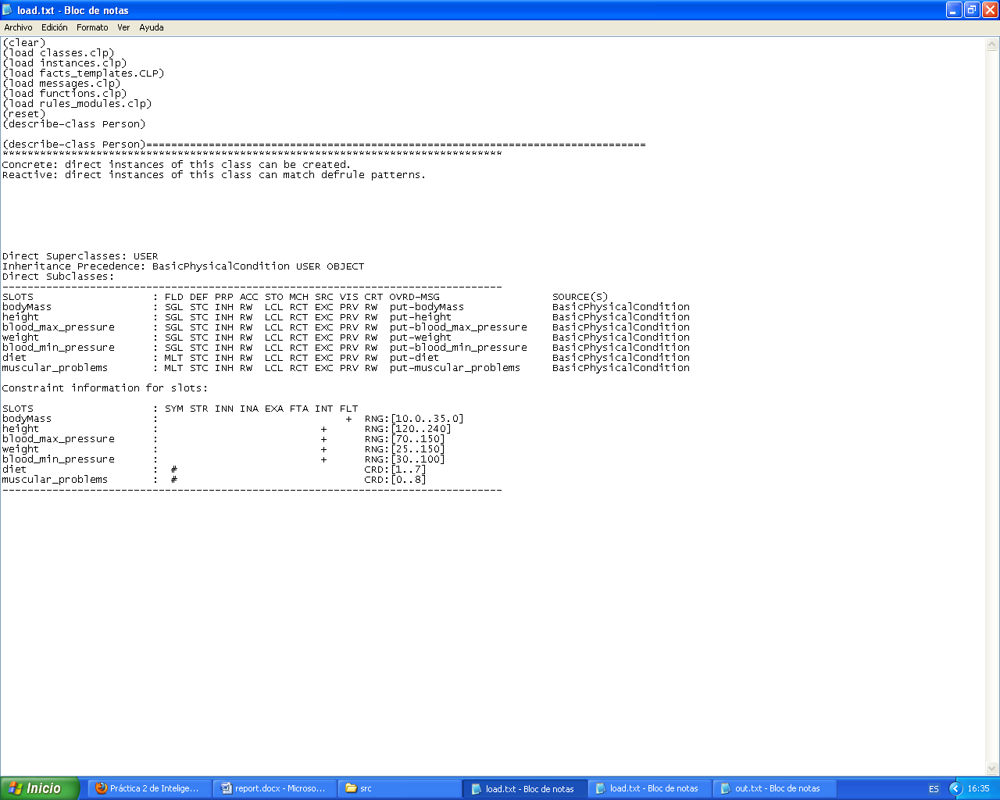 load.txt - Bloc de notas
Archivo Edición Formato Ver Ayuda
(clear)
(load classes.clp)
(load instances.clp)
(load facts_templates.CLP)
(load messages.clp)
(load functions.clp)
(load rules_modules.clp)
(reset)
(describe-class Person)
(describe-class Person)================================================================================
********************************************************************************
Concrete: direct instances of this class can be created.
Reactive: direct instances of this class can match defrule patterns.
Direct Superclasses: USER
Inheritance Precedence: BasicPhysicalCondition USER OBJECT
Direct Subclasses:
--------------------------------------------------------------------------------
SLOTS : FLD DEF PRP ACC STO MCH SRC VIS CRT OVRD-MSG SOURCE(S)
bodyMass : SGL STC INH RW LCL RCT EXC PRV RW put-bodyMass BasicPhysicalCondition
height : SGL STC INH RW LCL RCT EXC PRV RW put-height BasicPhysicalCondition
blood_max_pressure : SGL STC INH RW LCL RCT EXC PRV RW put-blood_max_pressure BasicPhysicalCondition
weight : SGL STC INH RW LCL RCT EXC PRV RW put-weight BasicPhysicalCondition
blood_min_pressure : SGL STC INH RW LCL RCT EXC PRV RW put-blood_min_pressure BasicPhysicalCondition
diet : MLT STC INH RW LCL RCT EXC PRV RW put-diet BasicPhysicalCondition
muscular_problems : MLT STC INH RW LCL RCT EXC PRV RW put-muscular_problems BasicPhysicalCondition
Constraint information for slots:
SLOTS : SYM STR INN INA EXA FTA INT FLT
bodyMass : + RNG:[10.0..35.0]
height : + RNG:[120..240]
blood_max_pressure : + RNG:[70..150]
weight : + RNG:[25..150]
blood_min_pressure : + RNG:[30..100]
diet : # CRD:[1..7]
muscular_problems : # CRD:[0..8]
--------------------------------------------------------------------------------
Inicio Práctica 2 de Intelige... report.docx - Microso... src load.txt - Bloc de notas load.txt - Bloc de notas out.txt - Bloc de notas ES 16:35